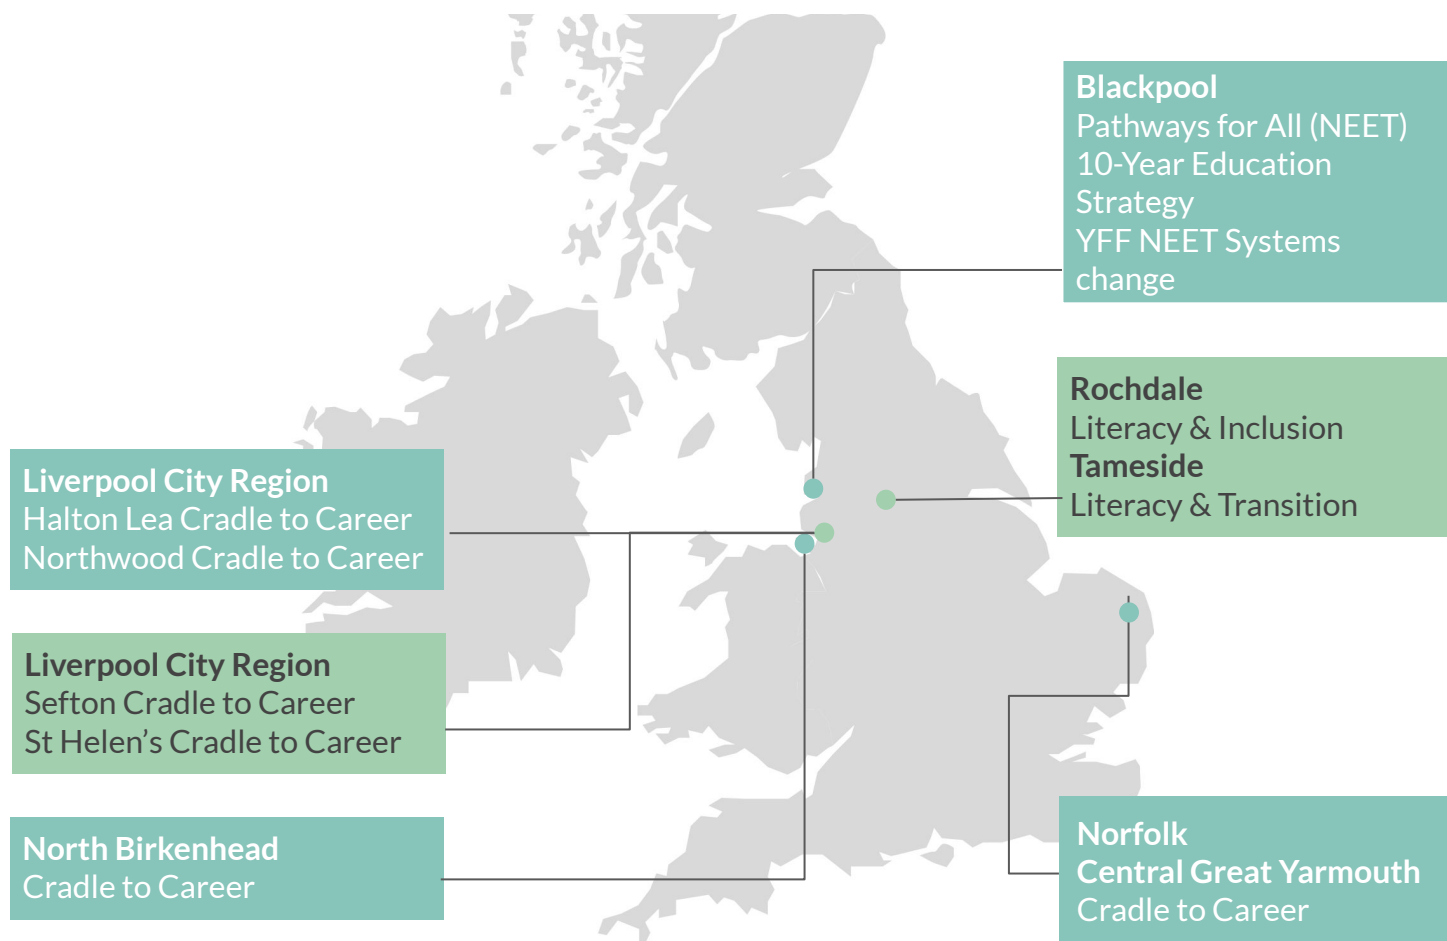 Blackpool
Pathways for All (NEET)
10-Year Education
Strategy
YFF NEET Systems
change
Rochdale
Literacy & Inclusion
Tameside
Literacy & Transition
Liverpool City Region
Halton Lea Cradle to Career
Northwood Cradle to Career
Liverpool City Region
Sefton Cradle to Career
St Helen’s Cradle to Career
North Birkenhead
Cradle to Career
Norfolk
Central Great Yarmouth
Cradle to Career